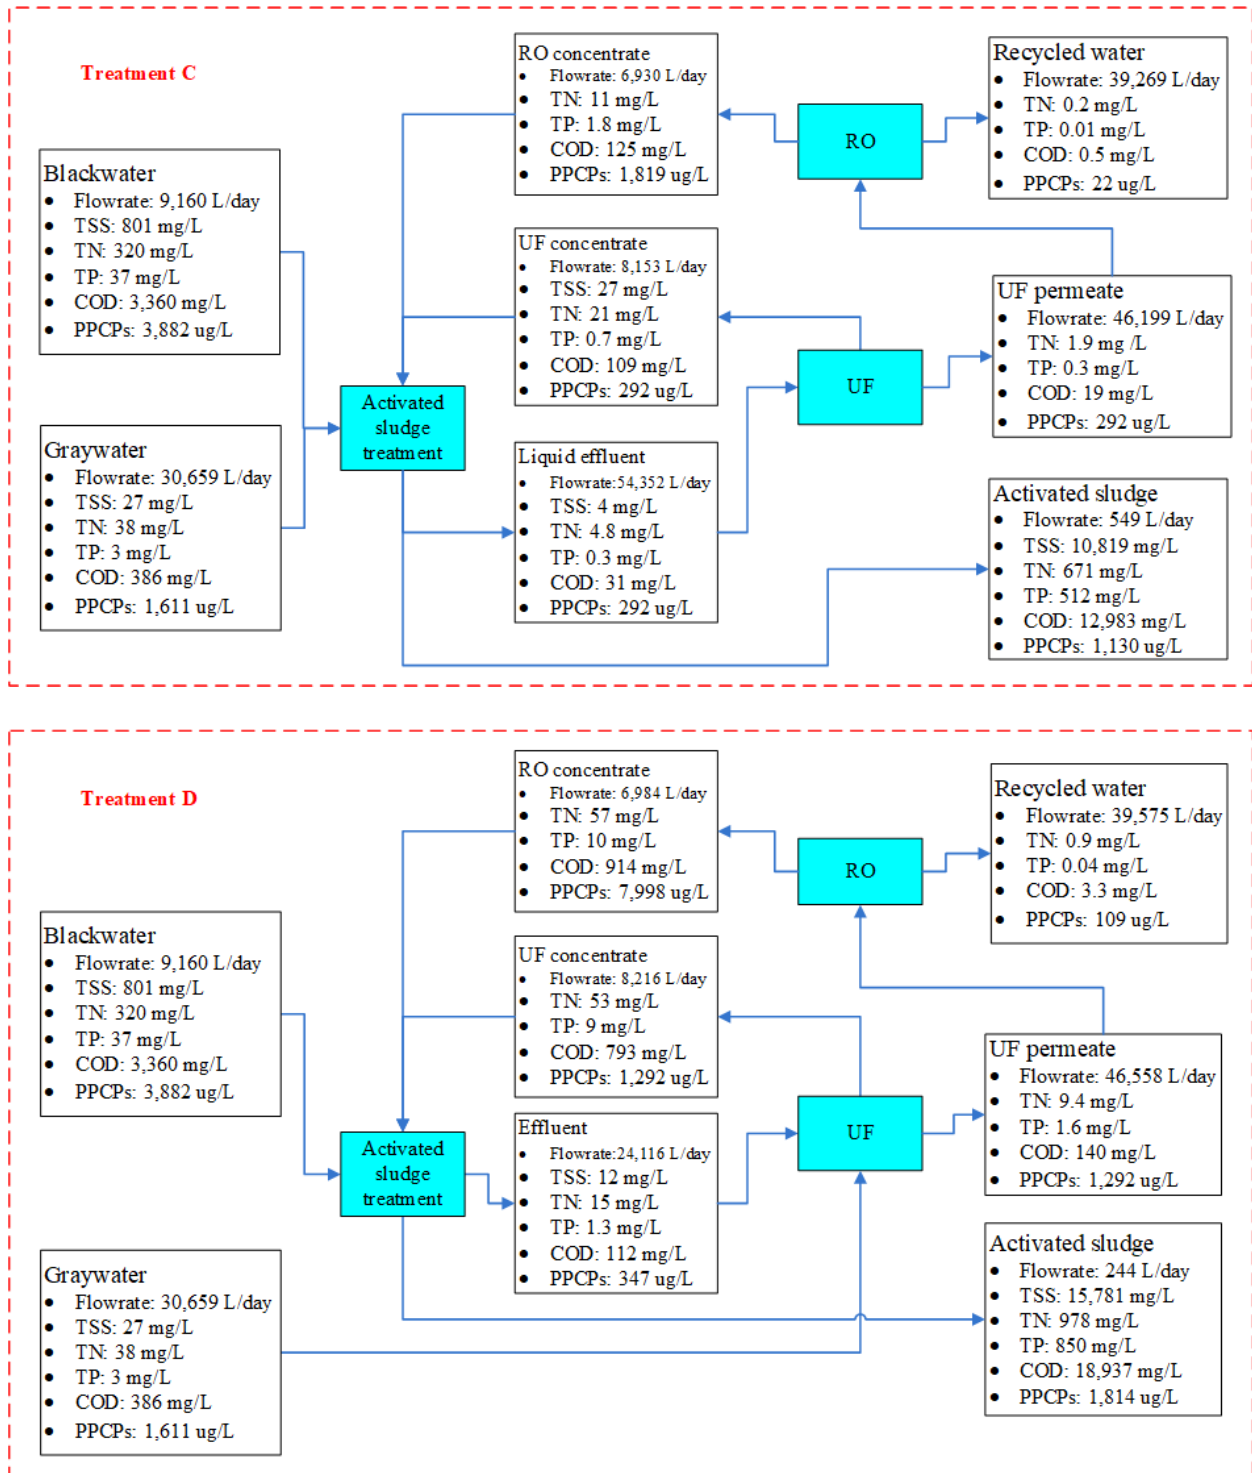 Treatment C
Blackwater
• Flowrate: 9,160 L/day
• TSS: 801 mg/L
• TN: 320 mg/L
• TP: 37 mg/L
• COD: 3,360 mg/L
• PPCPs: 3,882 ug/L
Graywater
• Flowrate: 30,659 L/day
• TSS: 27 mg/L
• TN: 38 mg/L
• TP: 3 mg/L
• COD: 386 mg/L
• PPCPs: 1,611 ug/L
Activated
sludge
treatment
RO concentrate
• Flowrate: 6,930 L/day
• TN: 11 mg/L
• TP: 1.8 mg/L
• COD: 125 mg/L
• PPCPs: 1,819 ug/L
UF concentrate
• Flowrate: 8,153 L/day
• TSS: 27 mg/L
• TN: 21 mg/L
• TP: 0.7 mg/L
• COD: 109 mg/L
• PPCPs: 292 ug/L
Liquid effluent
• Flowrate:54,352 L/day
• TSS: 4 mg/L
• TN: 4.8 mg/L
• TP: 0.3 mg/L
• COD: 31 mg/L
• PPCPs: 292 ug/L
RO
UF
Recycled water
• Flowrate: 39,269 L/day
• TN: 0.2 mg/L
• TP: 0.01 mg/L
• COD: 0.5 mg/L
• PPCPs: 22 ug/L
UF permeate
• Flowrate: 46,199 L/day
• TN: 1.9 mg /L
• TP: 0.3 mg/L
• COD: 19 mg/L
• PPCPs: 292 ug/L
Activated sludge
• Flowrate: 549 L/day
• TSS: 10,819 mg/L
• TN: 671 mg/L
• TP: 512 mg/L
• COD: 12,983 mg/L
• PPCPs: 1,130 ug/L
Treatment D
Blackwater
• Flowrate: 9,160 L/day
• TSS: 801 mg/L
• TN: 320 mg/L
• TP: 37 mg/L
• COD: 3,360 mg/L
• PPCPs: 3,882 ug/L
Graywater
• Flowrate: 30,659 L/day
• TSS: 27 mg/L
• TN: 38 mg/L
• TP: 3 mg/L
• COD: 386 mg/L
• PPCPs: 1,611 ug/L
Activated
sludge
treatment
RO concentrate
• Flowrate: 6,984 L/day
• TN: 57 mg/L
• TP: 10 mg/L
• COD: 914 mg/L
• PPCPs: 7,998 ug/L
UF concentrate
• Flowrate: 8,216 L/day
• TN: 53 mg/L
• TP: 9 mg/L
• COD: 793 mg/L
• PPCPs: 1,292 ug/L
Effluent
• Flowrate:24,116 L/day
• TSS: 12 mg/L
• TN: 15 mg/L
• TP: 1.3 mg/L
• COD: 112 mg/L
• PPCPs: 347 ug/L
RO
UF
Recycled water
• Flowrate: 39,575 L/day
• TN: 0.9 mg/L
• TP: 0.04 mg/L
• COD: 3.3 mg/L
• PPCPs: 109 ug/L
UF permeate
• Flowrate: 46,558 L/day
• TN: 9.4 mg/L
• TP: 1.6 mg/L
• COD: 140 mg/L
• PPCPs: 1,292 ug/L
Activated sludge
• Flowrate: 244 L/day
• TSS: 15,781 mg/L
• TN: 978 mg/L
• TP: 850 mg/L
• COD: 18,937 mg/L
• PPCPs: 1,814 ug/L